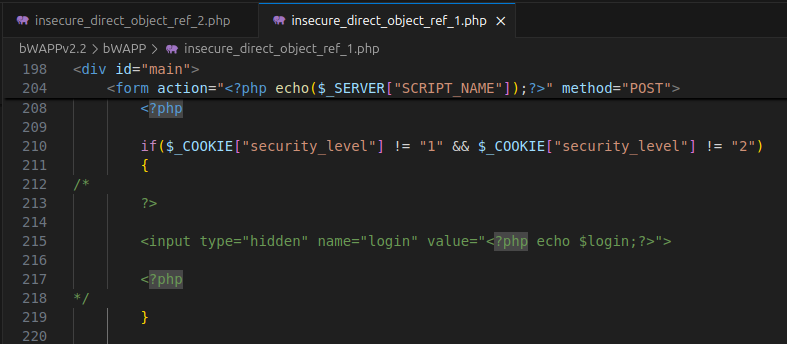 insecure_direct_object_ref_2.php insecure_direct_object_ref_1.php ×
bWAPPv2.2 > bWAPP > insecure_direct_object_ref_1.php
198 <div id="main">
204 <form action="<?php echo($_SERVER["SCRIPT_NAME"]);?>" method="POST">
208 <?php
209
210 if($_COOKIE["security_level"] != "1" && $_COOKIE["security_level"] != "2")
211 {
212 /*
213 ?>
214
215 <input type="hidden" name="login" value="<?php echo $login;?>">
216
217 <?php
218 */
219 }
220